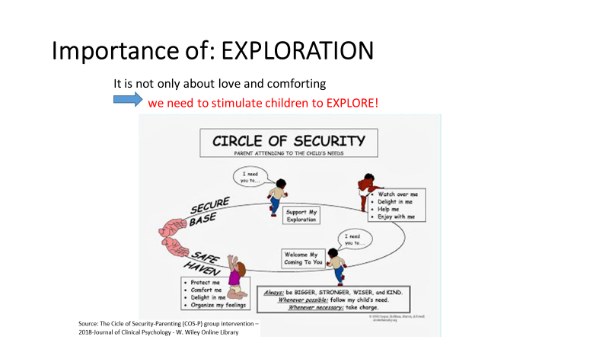 Importance of: EXPLORATION
It is not only about love and comforting
we need to stimulate children to EXPLORE!
CIRCLE OF SECURITY
PARENT ATTENDING TO THE CHILD'S NEEDS
I need
you to....
SECURE
BASE
Support My
Exploration
• Watch over me
• Delight in me
• Help me
• Enjoy with me
I need
you to....
Welcome My
Coming To You
SAFE
HAVEN
• Protect me
• Comfort me
• Delight in me
• Organize my feelings
Always: be BIGGER, STRONGER, WISER, and KIND.
Whenever possible: follow my child's need.
Whenever necessary: take charge.
Source: The Cicle of Security-Parenting (COS-P) group intervention –
2018-Journal of Clinical Psychology - W. Wiley Online Library